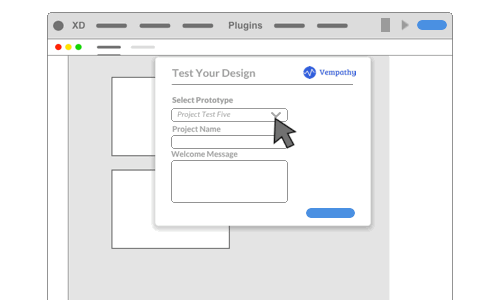 XD Plugins
Test Your Design
Vempathy
Select Prototype
Project Test Five
Project Name
Welcome Message